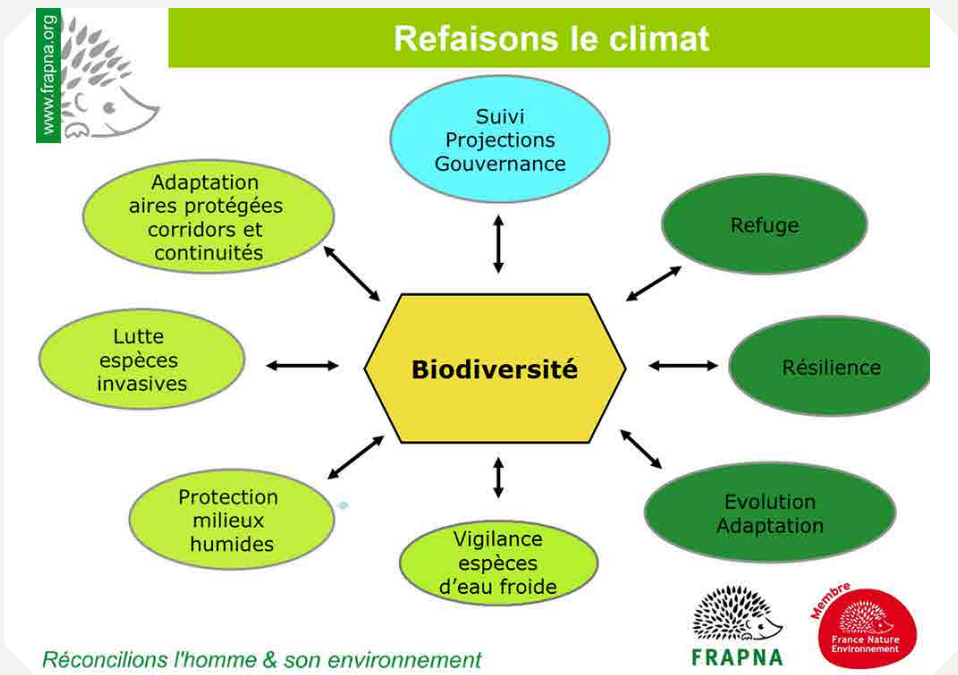 www.frapna.org
Refaisons le climat
Suivi
Projections
Gouvernance
Adaptation
aires protégées
corridors et
continuités
Refuge
Lutte
espèces
invasives
Biodiversité
Résilience
Protection
milieux
humides
Vigilance
espèces
d'eau froide
Evolution
Adaptation
Réconcilions l'homme & son environnement
FRAPNA
Membre
France Nature
Environnement